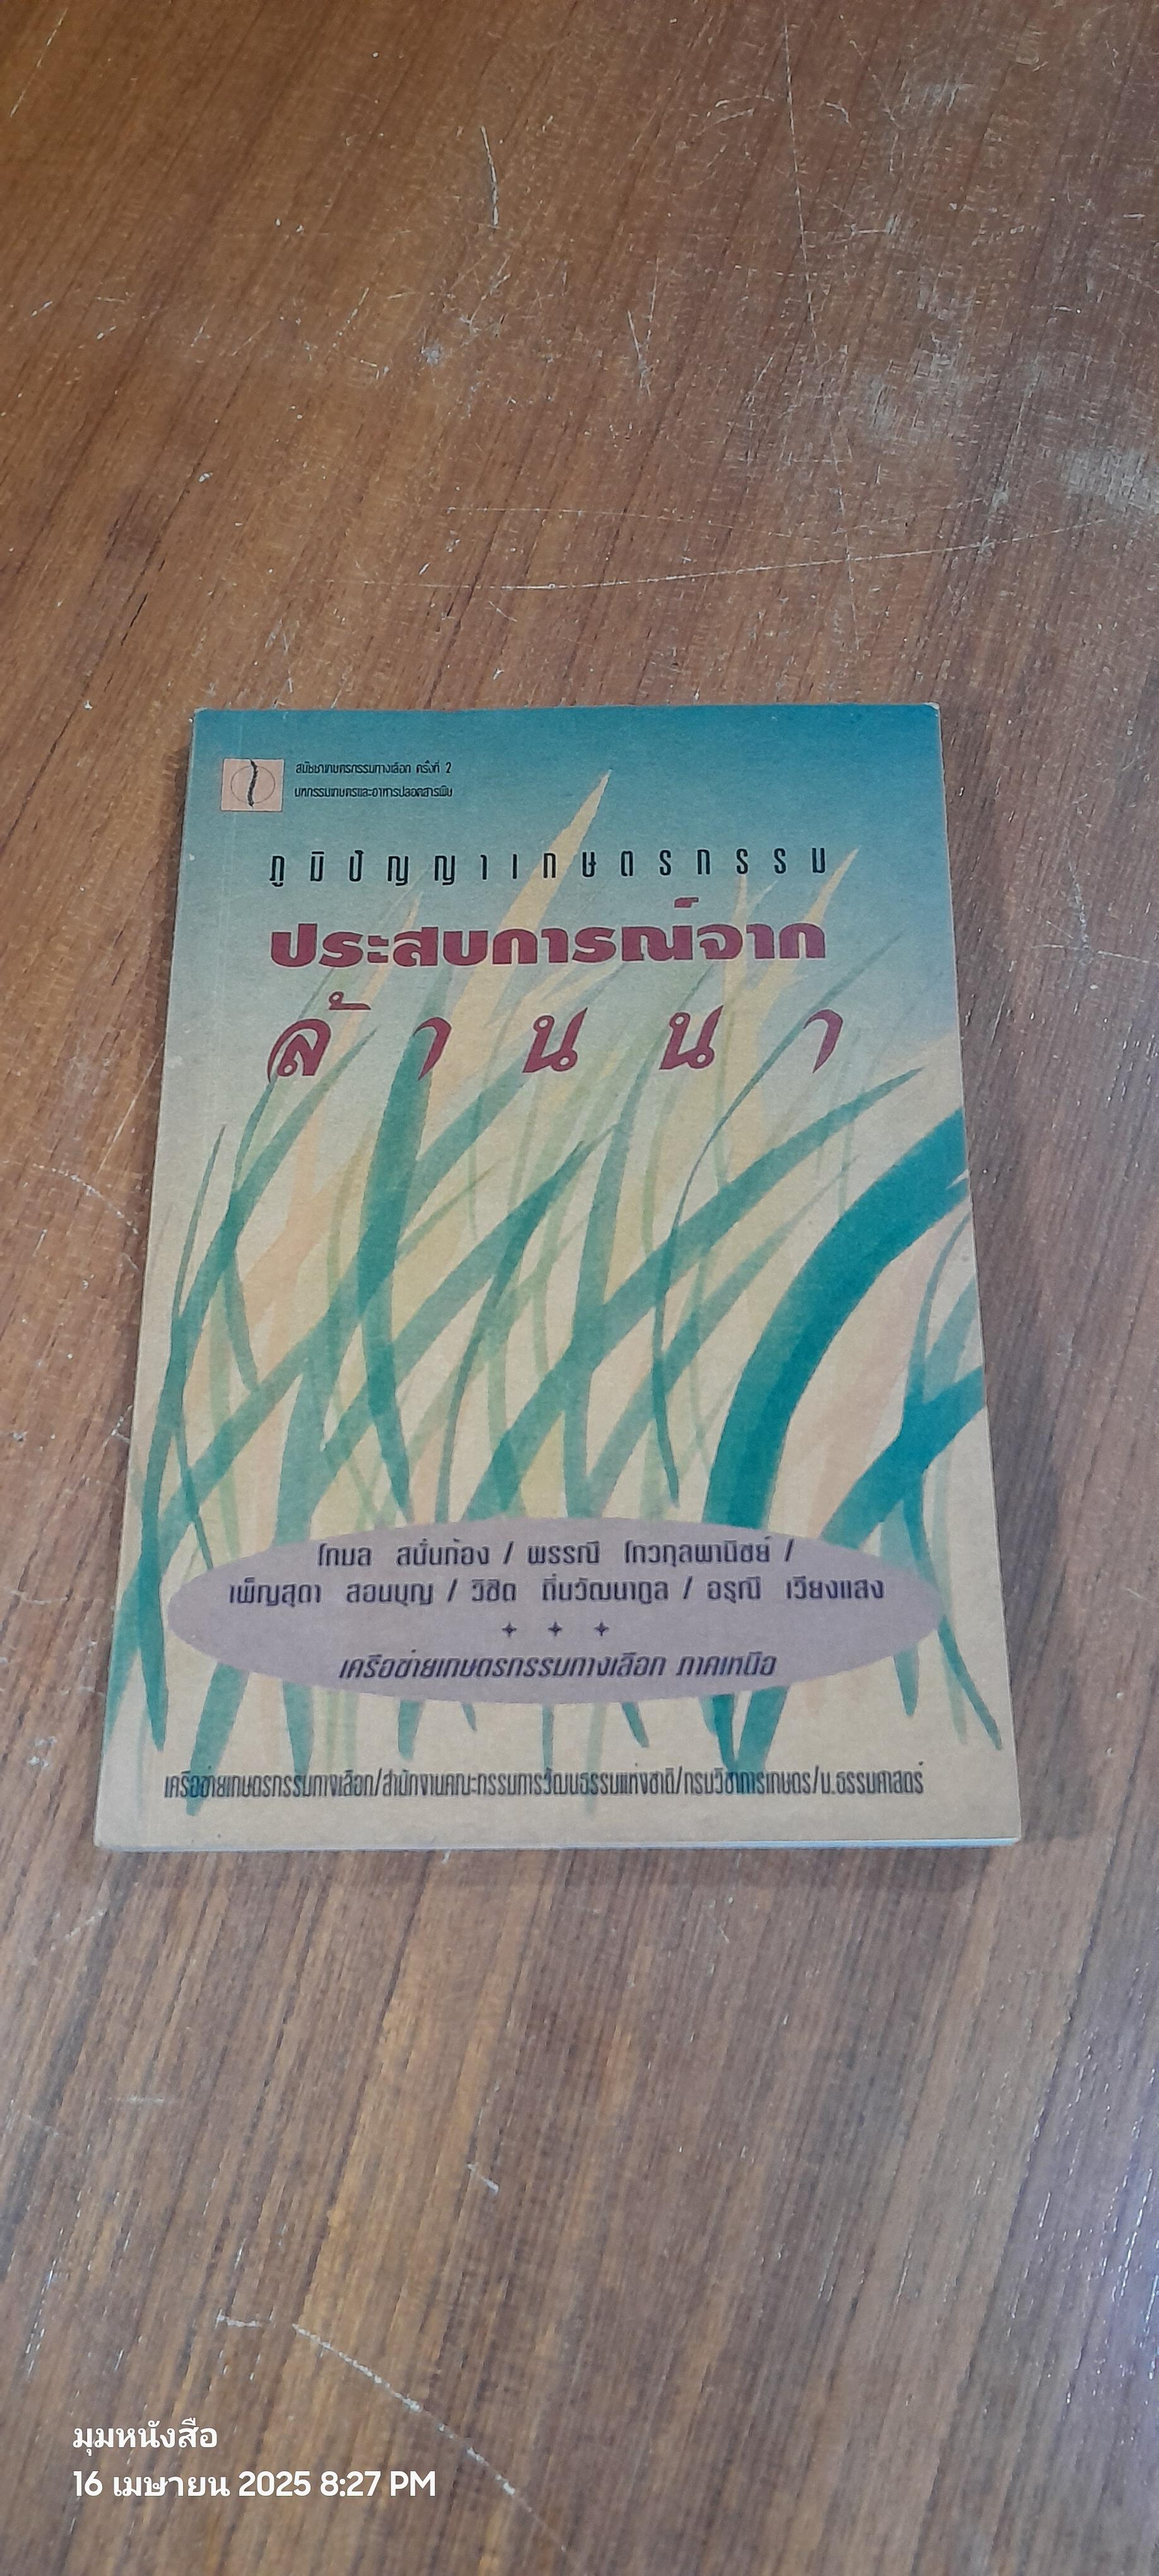 สมัชชาเกษตรกรรมทางเลือก ครั้งที่ 2
มหกรรมเกษตรและอาหารปลอดสารพิษ
ภูมิปัญญาเกษตรกรรม
ประสบการณ์จาก
ล้านนา
โกมล สนั่นก้อง / พรรณี โกวกุลพาณิชย์ /
เพ็ญสุดา สอนบุญ / วิชิต ถิ่นวัฒนากูล / อรุณี เวียงแสง
เครือข่ายเกษตรกรรมทางเลือก ภาคเหนือ
เครือข่ายเกษตรกรรมทางเลือก/สำนักงานคณะกรรมการวัฒนธรรมแห่งชาติ/กรมวิชาการเกษตร/ม.ธรรมศาสตร์
มุมหนังสือ
16 เมษายน 2025 8:27 PM